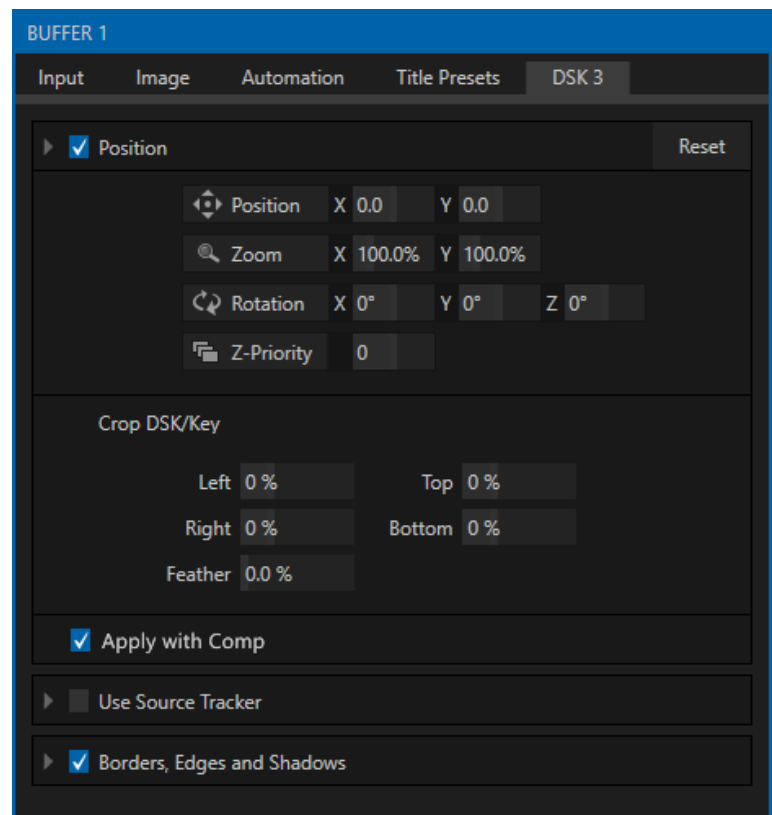 BUFFER 1
Input Image Automation Title Presets DSK 3
Position Reset
Position X 0.0 Y 0.0
Zoom X 100.0% Y 100.0%
Rotation X 0° Y 0° Z 0°
Z-Priority 0
Crop DSK/Key
Left 0 % Top 0 %
Right 0 % Bottom 0 %
Feather 0.0 %
Apply with Comp
Use Source Tracker
Borders, Edges and Shadows